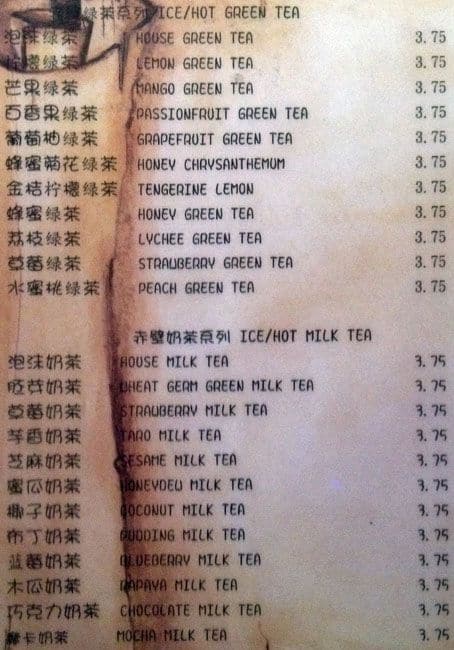 绿茶系列 ICE/HOT GREEN TEA
泡沫绿茶 HOUSE GREEN TEA 3.75
柠檬绿茶 LEMON GREEN TEA 3.75
芒果绿茶 MANGO GREEN TEA 3.75
百香果绿茶 PASSIONFRUIT GREEN TEA 3.75
葡萄柚绿茶 GRAPEFRUIT GREEN TEA 3.75
蜂蜜菊花绿茶 HONEY CHRYSANTHEMUM 3.75
金桔柠檬绿茶 TENGERINE LEMON 3.75
蜂蜜绿茶 HONEY GREEN TEA 3.75
荔枝绿茶 LYCHEE GREEN TEA 3.75
草莓绿茶 STRAWBERRY GREEN TEA 3.75
水蜜桃绿茶 PEACH GREEN TEA 3.75
赤壁奶茶系列 ICE/HOT MILK TEA
泡沫奶茶 HOUSE MILK TEA 3.75
胚芽奶茶 WHEAT GERM GREEN MILK TEA 3.75
草莓奶茶 STRAWBERRY MILK TEA 3.75
芋香奶茶 TARO MILK TEA 3.75
芝麻奶茶 SESAME MILK TEA 3.75
蜜瓜奶茶 HONEYDEW MILK TEA 3.75
椰子奶茶 COCONUT MILK TEA 3.75
布丁奶茶 PUDDING MILK TEA 3.75
蓝莓奶茶 BLUEBERRY MILK TEA 3.75
木瓜奶茶 PAPAYA MILK TEA 3.75
巧克力奶茶 CHOCOLATE MILK TEA 3.75
摩卡奶茶 MOCHA MILK TEA 3.75